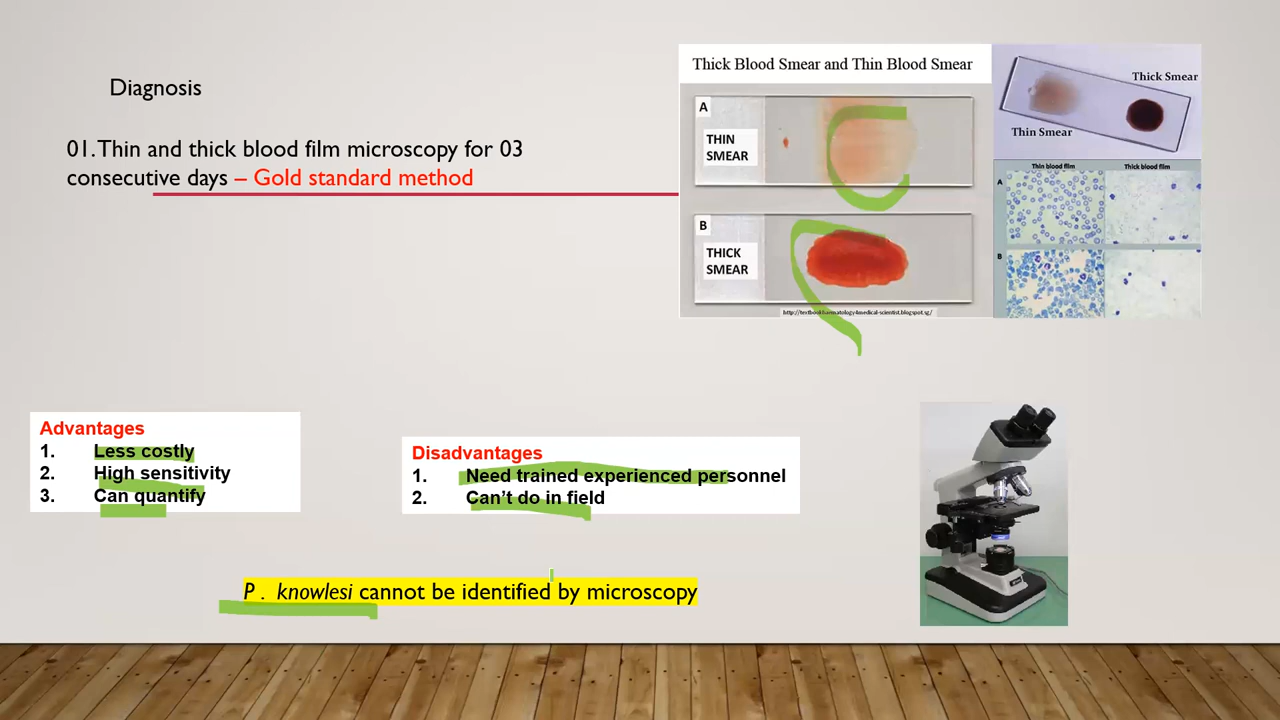 Diagnosis
01. Thin and thick blood film microscopy for 03
consecutive days – Gold standard method
Thick Blood Smear and Thin Blood Smear
A
THIN
SMEAR
B
THICK
SMEAR
Thick Smear
Thin Smear
Thin blood film
Thick blood film
A
B
Advantages
1. Less costly
2. High sensitivity
3. Can quantify
Disadvantages
1. Need trained experienced personnel
2. Can't do in field
P . knowlesi cannot be identified by microscopy